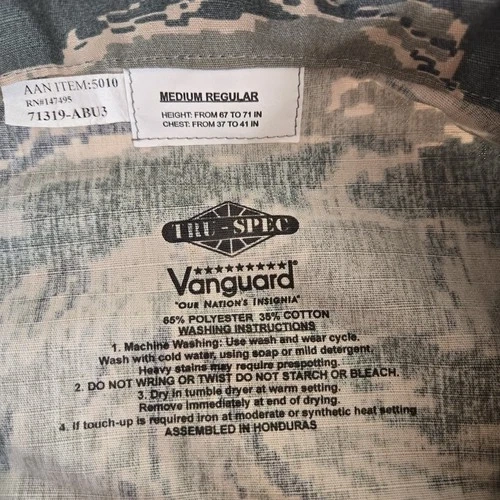 AAN ITEM:5010
RN#147495
71319-ABU3
MEDIUM REGULAR
HEIGHT: FROM 67 TO 71 IN
CHEST: FROM 37 TO 41 IN
TRU-SPEC
Vanguard®
"OUR NATION'S INSIGNIA"
65% POLYESTER 35% COTTON
WASHING INSTRUCTIONS
1. Machine Washing: Use wash and wear cycle.
Wash with cold water, using soap or mild detergent.
Heavy stains may require prespotting.
2. DO NOT WRING OR TWIST DO NOT STARCH OR BLEACH.
3. Dry in tumble dryer at warm setting.
Remove immediately at end of drying.
4. If touch-up is required iron at moderate or synthetic heat setting
ASSEMBLED IN HONDURAS